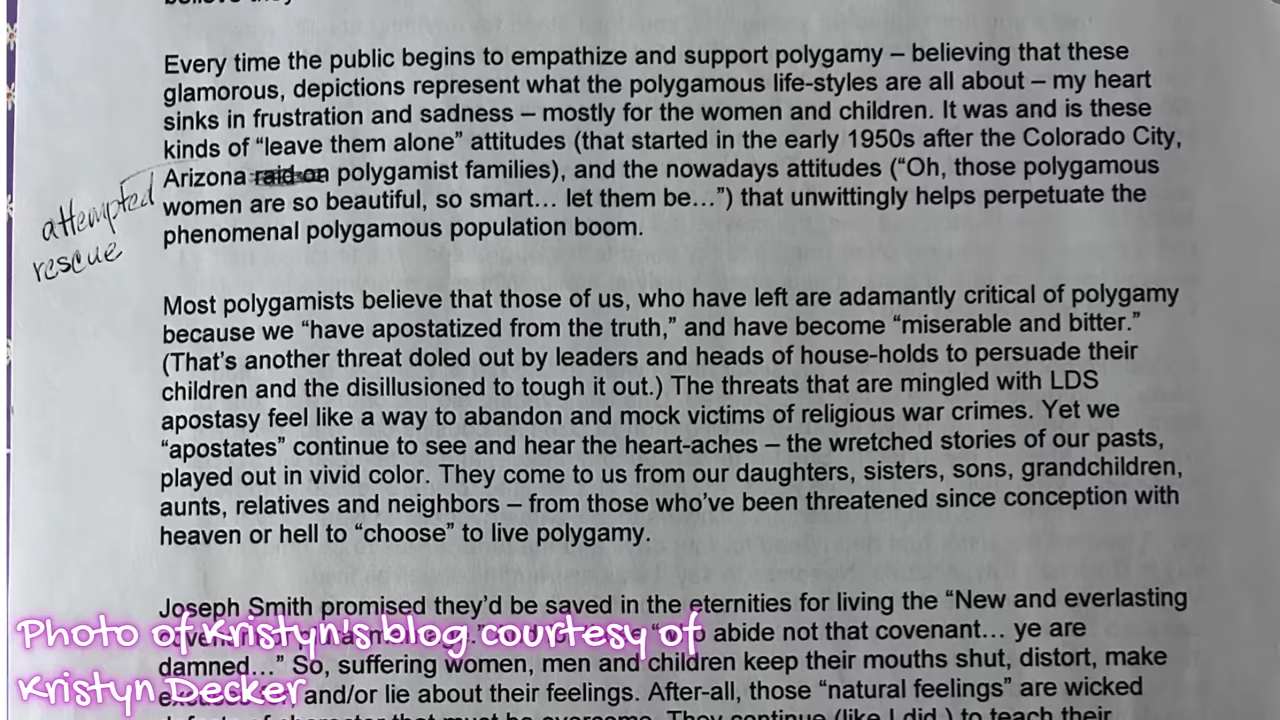 Every time the public begins to empathize and support polygamy – believing that these
glamorous, depictions represent what the polygamous life-styles are all about – my heart
sinks in frustration and sadness – mostly for the women and children. It was and is these
kinds of “leave them alone” attitudes (that started in the early 1950s after the Colorado City,
Arizona raid on polygamist families), and the nowadays attitudes (“Oh, those polygamous
attempted
women are so beautiful, so smart… let them be…”) that unwittingly helps perpetuate the
rescue
phenomenal polygamous population boom.
Most polygamists believe that those of us, who have left are adamantly critical of polygamy
because we “have apostatized from the truth,” and have become “miserable and bitter.”
(That’s another threat doled out by leaders and heads of house-holds to persuade their
children and the disillusioned to tough it out.) The threats that are mingled with LDS
apostasy feel like a way to abandon and mock victims of religious war crimes. Yet we
“apostates” continue to see and hear the heart-aches – the wretched stories of our pasts,
played out in vivid color. They come to us from our daughters, sisters, sons, grandchildren,
aunts, relatives and neighbors – from those who’ve been threatened since conception with
heaven or hell to “choose” to live polygamy.
Joseph Smith promised they’d be saved in the eternities for living the “New and everlasting
abide not that covenant… ye are
Photo of Kristyn's blog courtesy of
damned…” So, suffering women, men and children keep their mouths shut, distort, make
Kristyn Decker
and/or lie about their feelings. After-all, those “natural feelings” are wicked